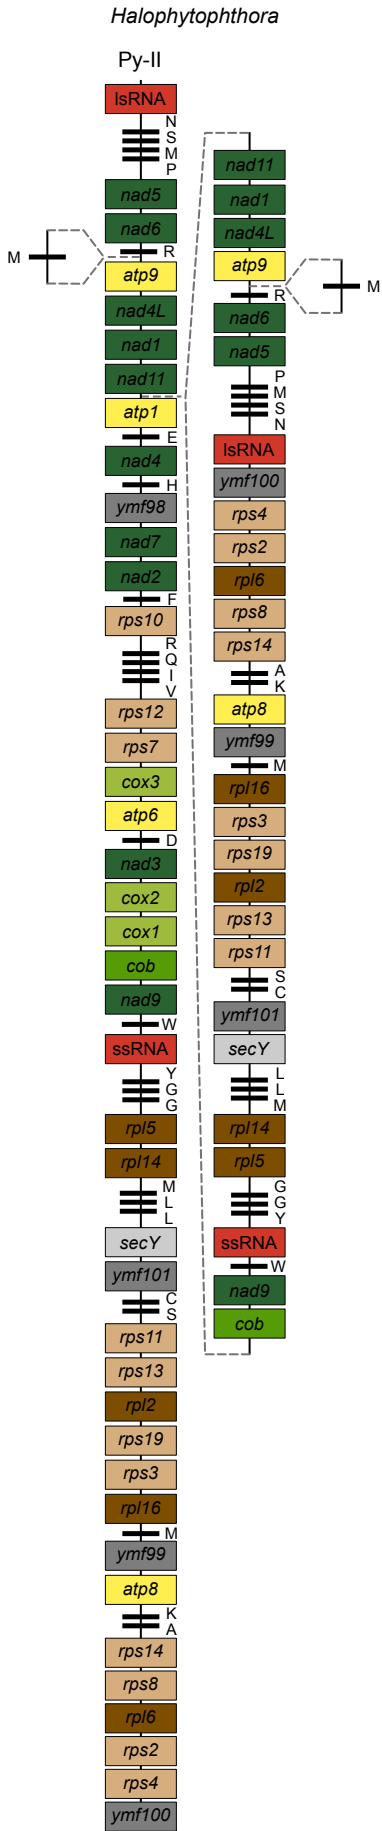 Halophytophthora
Py-II
lsRNA
N
S
M
P
nad5
nad6
R
M
atp9
nad4L
nad1
nad11
atp1
E
nad4
H
ymf98
nad7
nad2
F
rps10
R
Q
I
V
rps12
rps7
cox3
atp6
D
nad3
cox2
cox1
cob
nad9
W
ssRNA
Y
G
G
rpl5
rpl14
M
L
L
secY
ymf101
C
S
rps11
rps13
rpl2
rps19
rps3
rpl16
M
ymf99
atp8
K
A
rps14
rps8
rpl6
rps2
rps4
ymf100
nad11
nad1
nad4L
atp9
M
R
nad6
nad5
P
M
S
N
lsRNA
ymf100
rps4
rps2
rpl6
rps8
rps14
A
K
atp8
ymf99
M
rpl16
rps3
rps19
rpl2
rps13
rps11
S
C
ymf101
secY
L
L
M
rpl14
rpl5
G
G
Y
ssRNA
W
nad9
cob